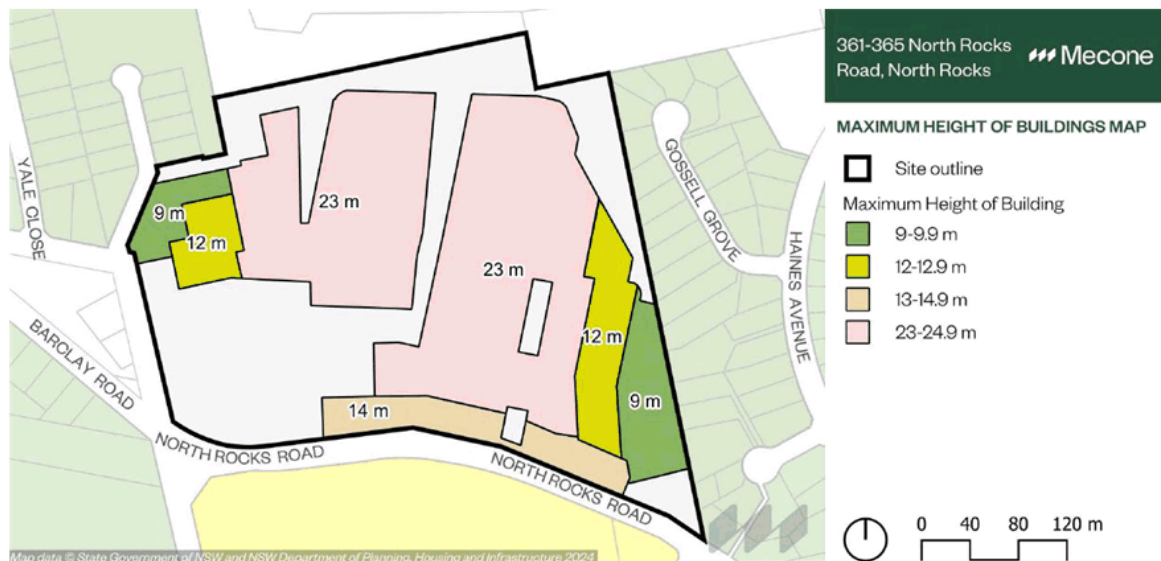 361-365 North Rocks
Road, North Rocks
Mecone
MAXIMUM HEIGHT OF BUILDINGS MAP
Site outline
Maximum Height of Building
9-9.9 m
12-12.9 m
13-14.9 m
23-24.9 m
0 40 80 120 m
YALE CLOSE
BARCLAY ROAD
NORTH ROCKS ROAD
NORTH ROCKS ROAD
GOSSELL GROVE
HAINES AVENUE
9 m
12 m
23 m
23 m
12 m
9 m
14 m
Map data © State Government of NSW and NSW Department of Planning, Housing and Infrastructure 2024